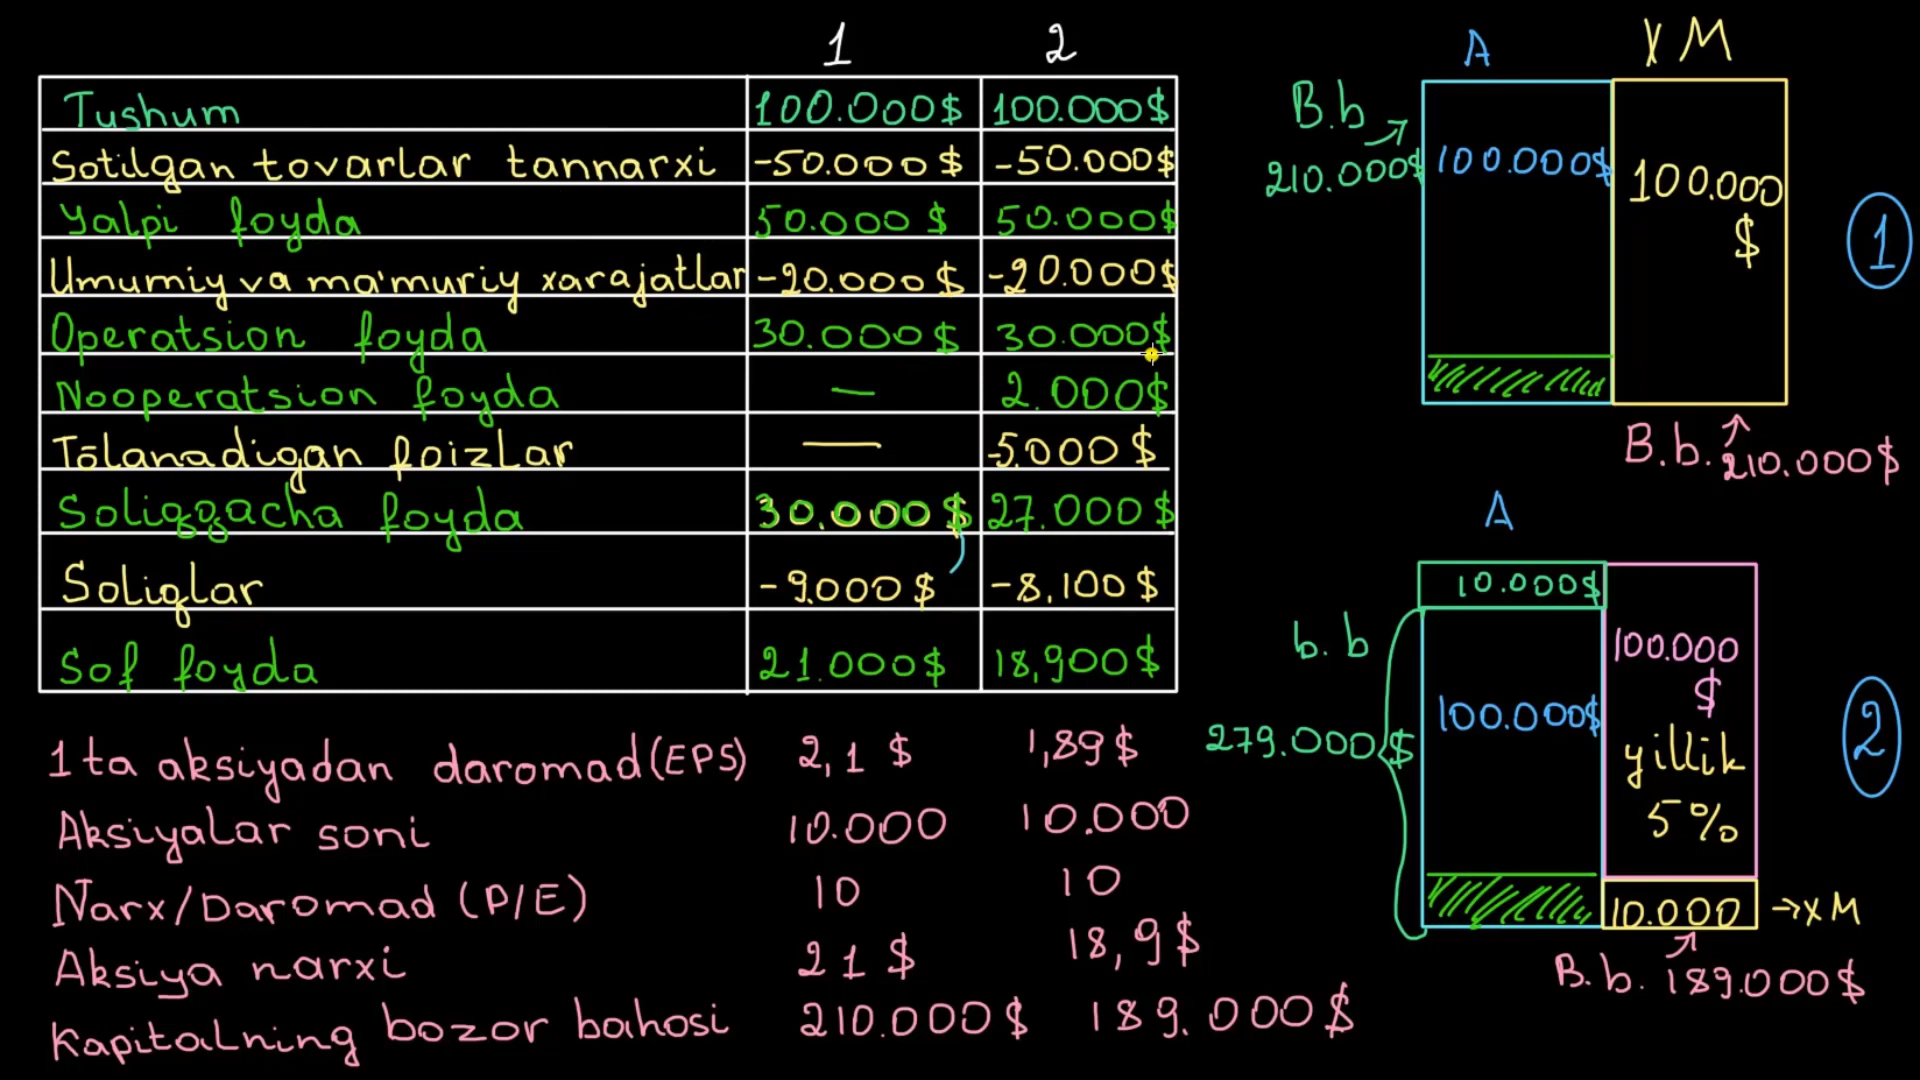 1 2
Tushum 100.000$ 100.000$
Sotilgan tovarlar tannarxi -50.000$ -50.000$
Yalpi foyda 50.000$ 50.000$
Umumiy va ma'muriy xarajatlar -20.000$ -20.000$
Operatsion foyda 30.000$ 30.000$
Nooperatsion foyda — 2.000$
Tōlanadigan foizlar — -5.000$
Soliqqacha foyda 30.000$ 27.000$
Soliqlar -9.000$ -8,100$
Sof foyda 21.000$ 18,900$
1 ta aksiyadan daromad (EPS) 2,1$ 1,89$
Aksiyalar soni 10.000 10.000
Narx/Daromad (P/E) 10 10
Aksiya narxi 21$ 18,9$
Kapitalning bozor bahosi 210.000$ 189.000$
A XM
B.b
210.000$
100.000$
100.000
$
1
B.b. 210.000$
A
10.000$
b.b
279.000$
100.000$
100.000
$
yillik
5%
2
10.000 → XM
B.b. 189.000$